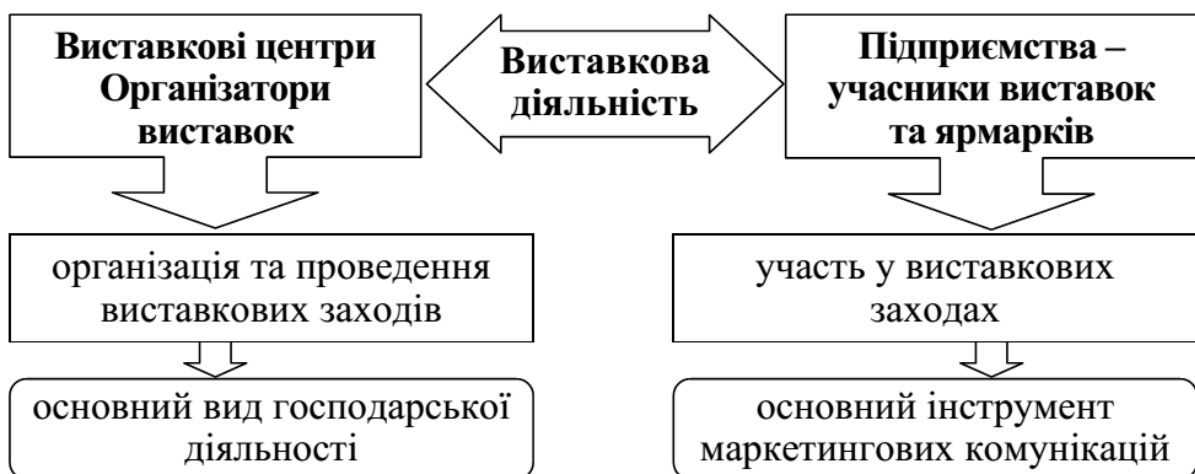 Виставкові центри
Організатори
виставок
Виставкова
діяльність
Підприємства –
учасники виставок
та ярмарків
організація та проведення
виставкових заходів
участь у виставкових
заходах
основний вид господарської
діяльності
основний інструмент
маркетингових комунікацій